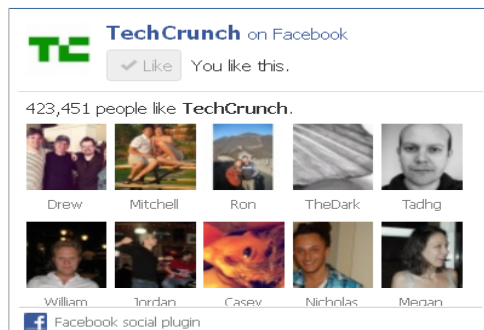 TC
TechCrunch on Facebook
Like You like this.
423,451 people like TechCrunch.
Drew Mitchell Ron TheDark Tadhg
William Jordan Casey Nicholas Megan
f Facebook social plugin